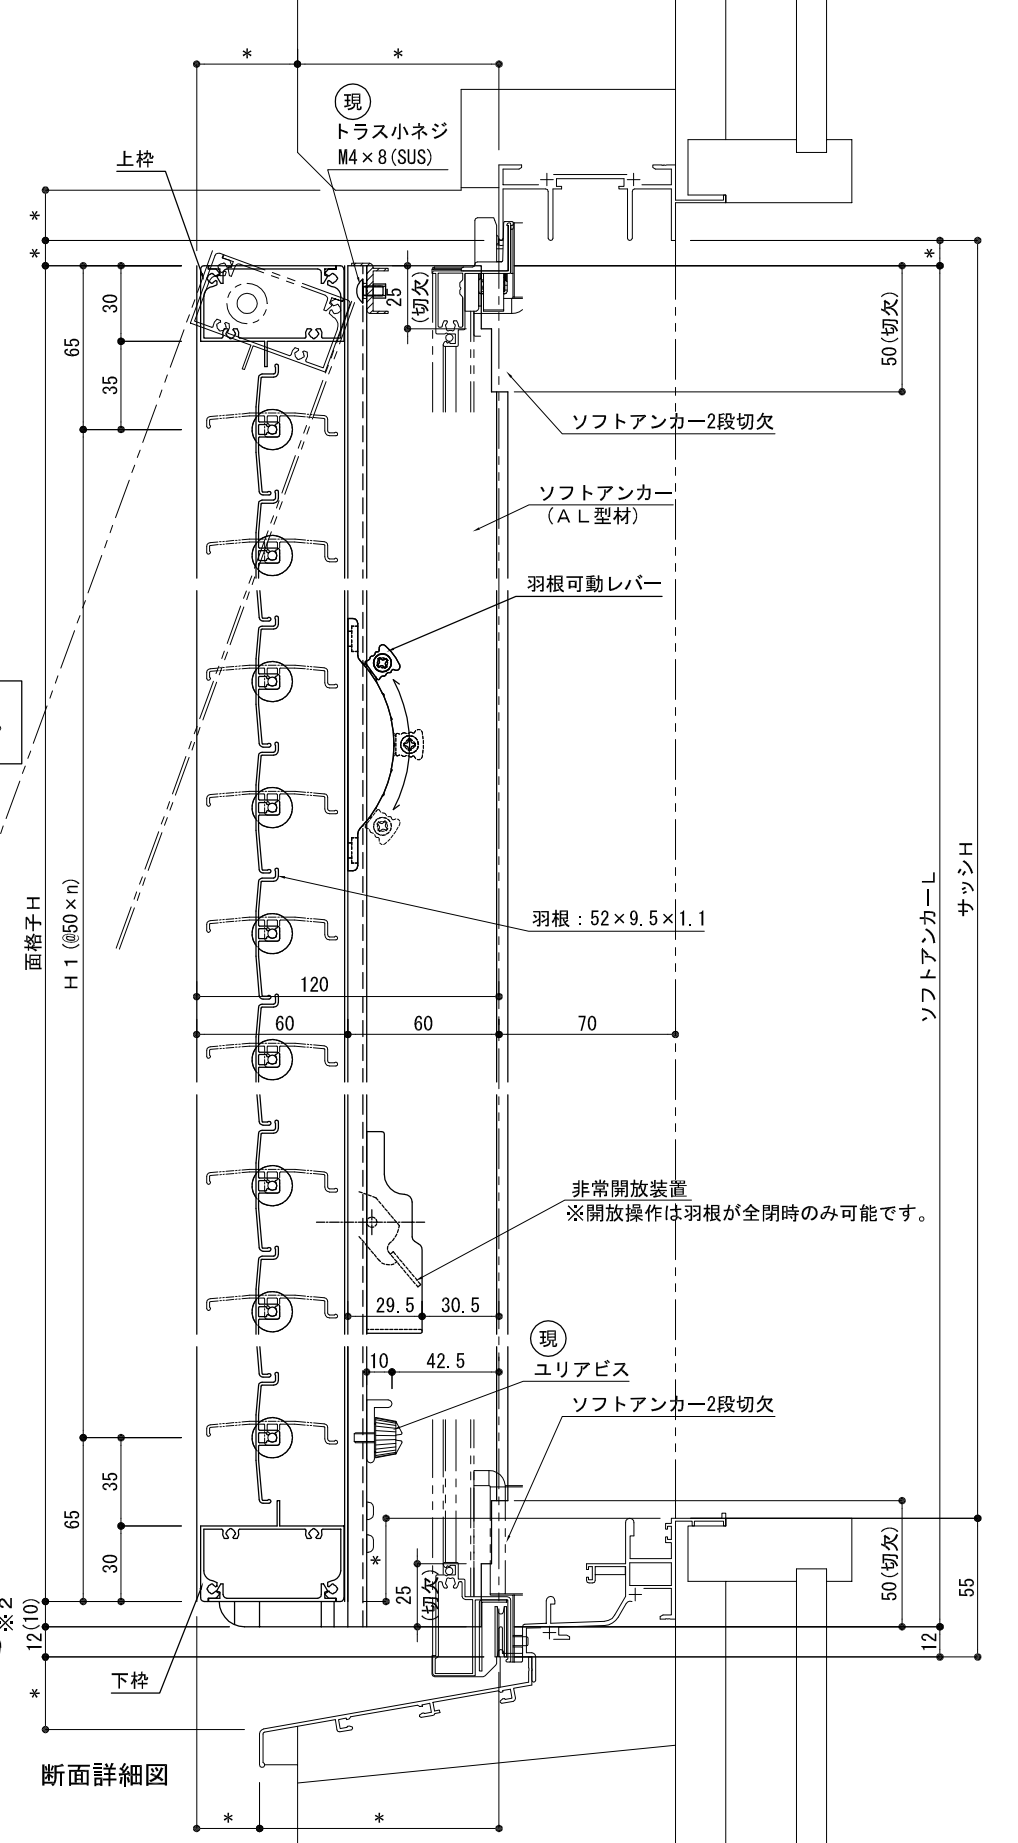 *
*
現
トラス小ネジ
M4×8(SUS)
上枠
*
*
*
65
30
35
25
(切欠)
50(切欠)
ソフトアンカー2段切欠
ソフトアンカー
(AL型材)
羽根可動レバー
面格子H
H1(@50×n)
羽根:52×9.5×1.1
ソフトアンカーL
サッシH
120
60
60
70
非常開放装置
※開放操作は羽根が全閉時のみ可能です。
29.5
30.5
現
10
42.5
ユリアビス
ソフトアンカー2段切欠
65
35
30
*
25
(切欠)
50(切欠)
55
※2
12(10)
12
*
下枠
断面詳細図
*
*